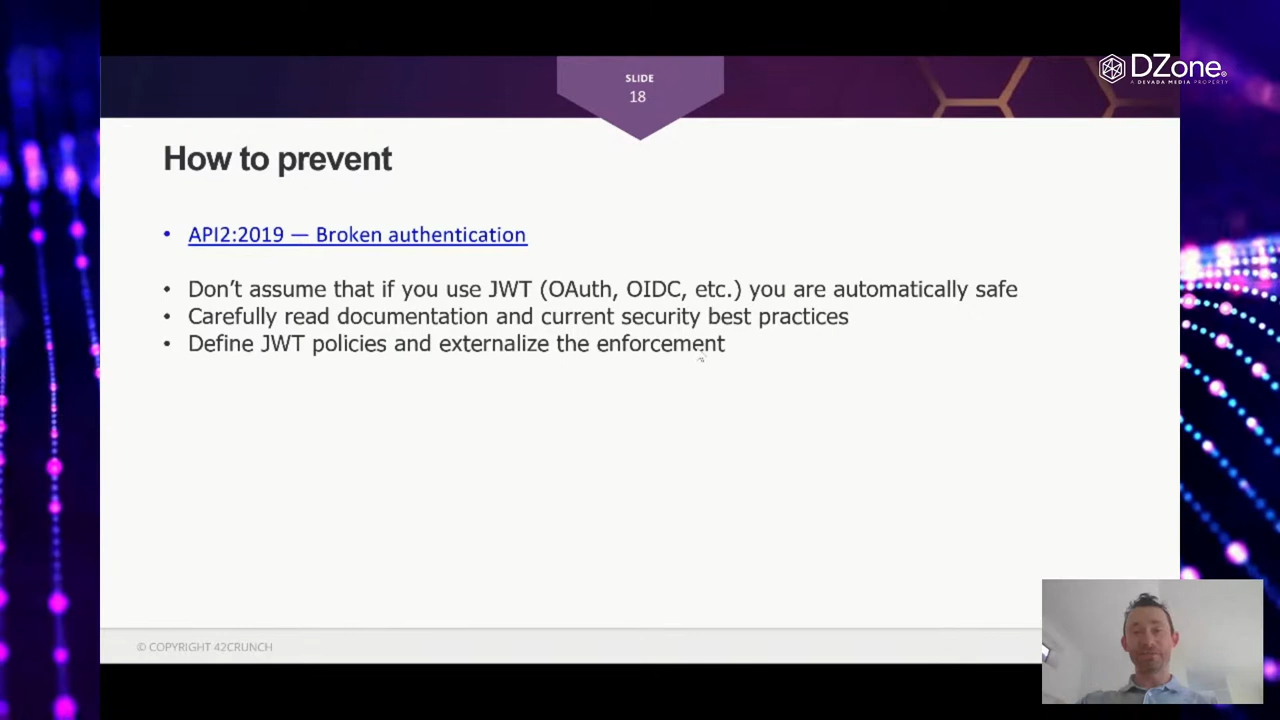 SLIDE
18
DZone.
A DEVADA MEDIA PROPERTY
How to prevent
• API2:2019 — Broken authentication
• Don’t assume that if you use JWT (OAuth, OIDC, etc.) you are automatically safe
• Carefully read documentation and current security best practices
• Define JWT policies and externalize the enforcement
© COPYRIGHT 42CRUNCH